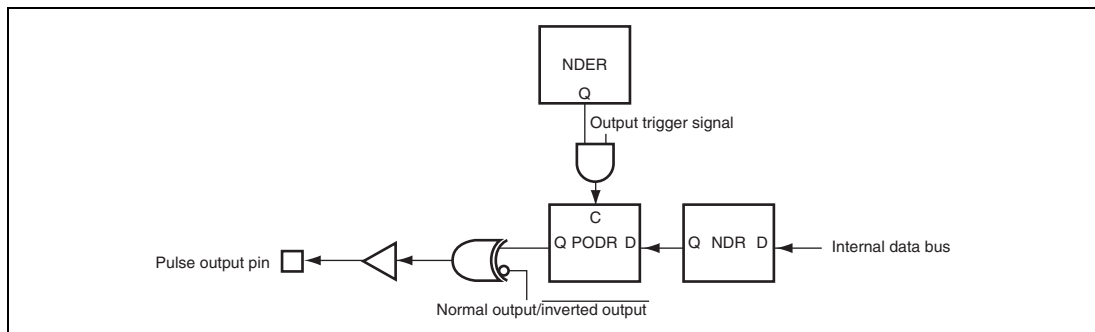 NDER
Q
Output trigger signal
C
Q PODR D
Q NDR D
Internal data bus
Pulse output pin
Normal output/inverted output